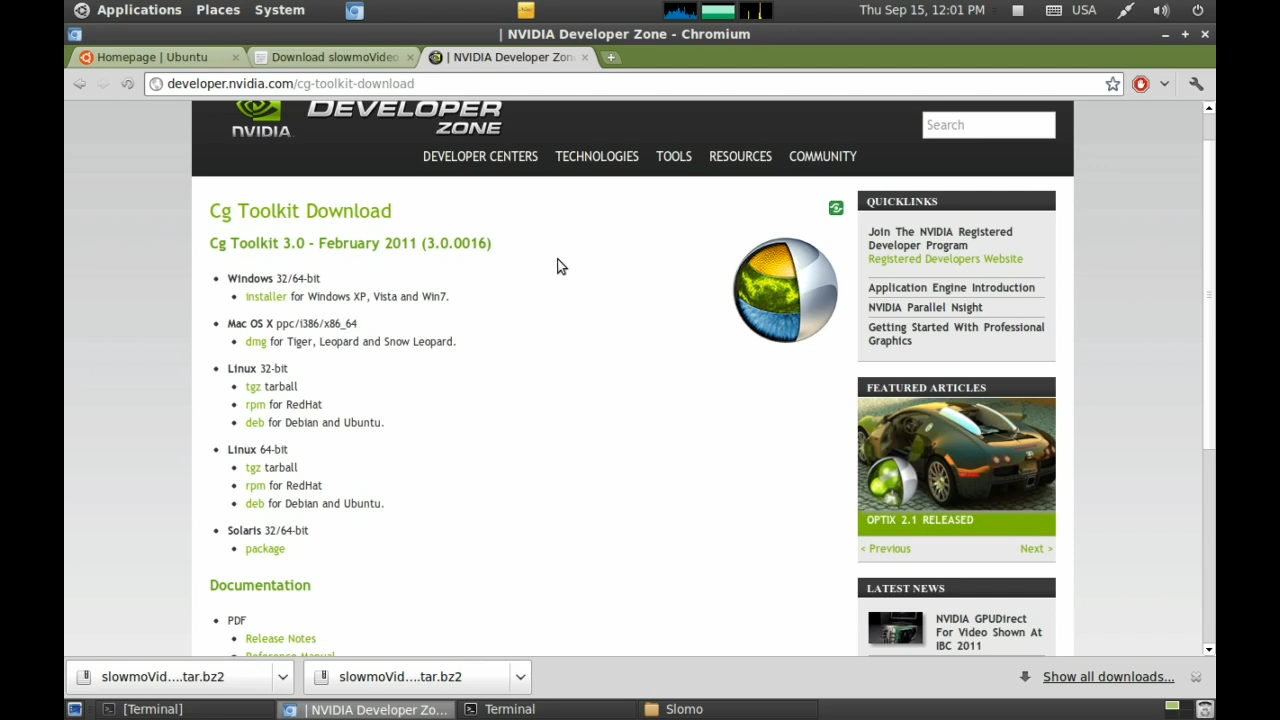 Applications Places System Thu Sep 15, 12:01 PM USA
| NVIDIA Developer Zone - Chromium
Homepage | Ubuntu Download slowmoVideo | NVIDIA Developer Zon
developer.nvidia.com/cg-toolkit-download
NVIDIA DEVELOPER ZONE
Search
DEVELOPER CENTERS TECHNOLOGIES TOOLS RESOURCES COMMUNITY
Cg Toolkit Download
Cg Toolkit 3.0 - February 2011 (3.0.0016)
Windows 32/64-bit
installer for Windows XP, Vista and Win7.
Mac OS X ppc/i386/x86_64
dmg for Tiger, Leopard and Snow Leopard.
Linux 32-bit
tgz tarball
rpm for RedHat
deb for Debian and Ubuntu.
Linux 64-bit
tgz tarball
rpm for RedHat
deb for Debian and Ubuntu.
Solaris 32/64-bit
package
Documentation
PDF
Release Notes
Reference Manual
QUICKLINKS
Join The NVIDIA Registered
Developer Program
Registered Developers Website
Application Engine Introduction
NVIDIA Parallel Nsight
Getting Started With Professional
Graphics
FEATURED ARTICLES
OPTIX 2.1 RELEASED
< Previous Next >
LATEST NEWS
NVIDIA GPUDirect
For Video Shown At
IBC 2011
slowmoVid....tar.bz2 slowmoVid....tar.bz2 Show all downloads...
[Terminal] | NVIDIA Developer Zo... Terminal Slomo